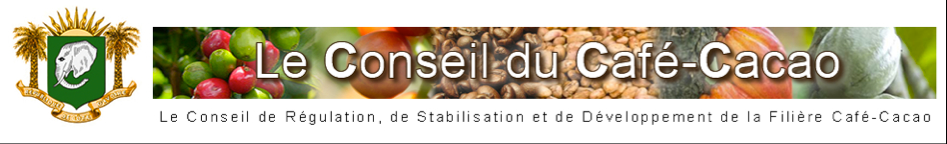 Le Conseil du Café-Cacao
Le Conseil de Régulation, de Stabilisation et de Développement de la Filière Café-Cacao